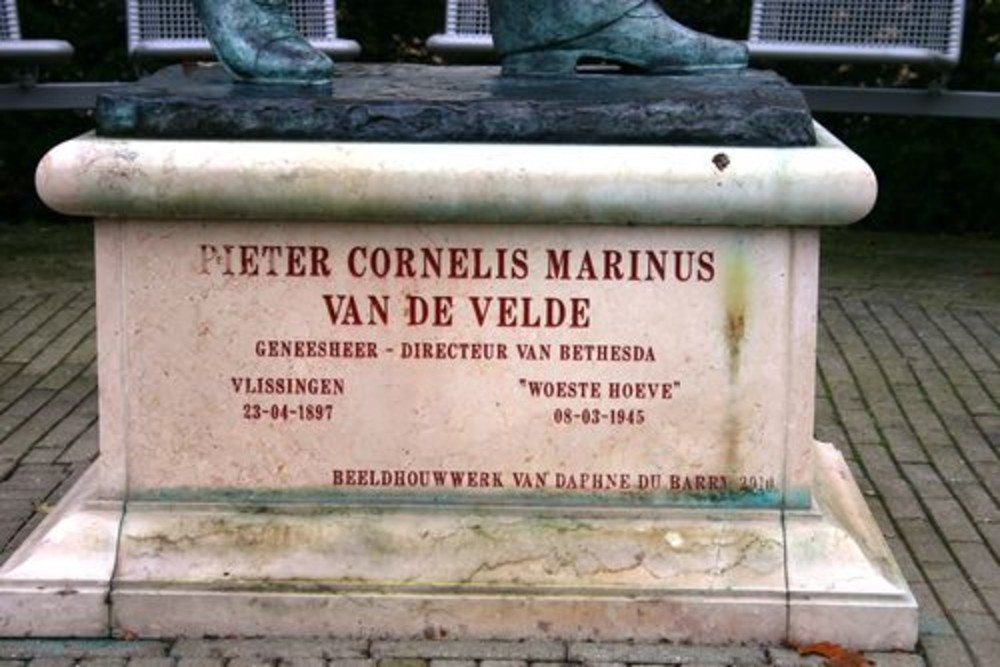 PIETER CORNELIS MARINUS
VAN DE VELDE
GENEESHEER - DIRECTEUR VAN BETHESDA
VLISSINGEN "WOESTE HOEVE"
23-04-1897 08-03-1945
BEELDHOUWWERK VAN DAPHNE DU BARRY 2010